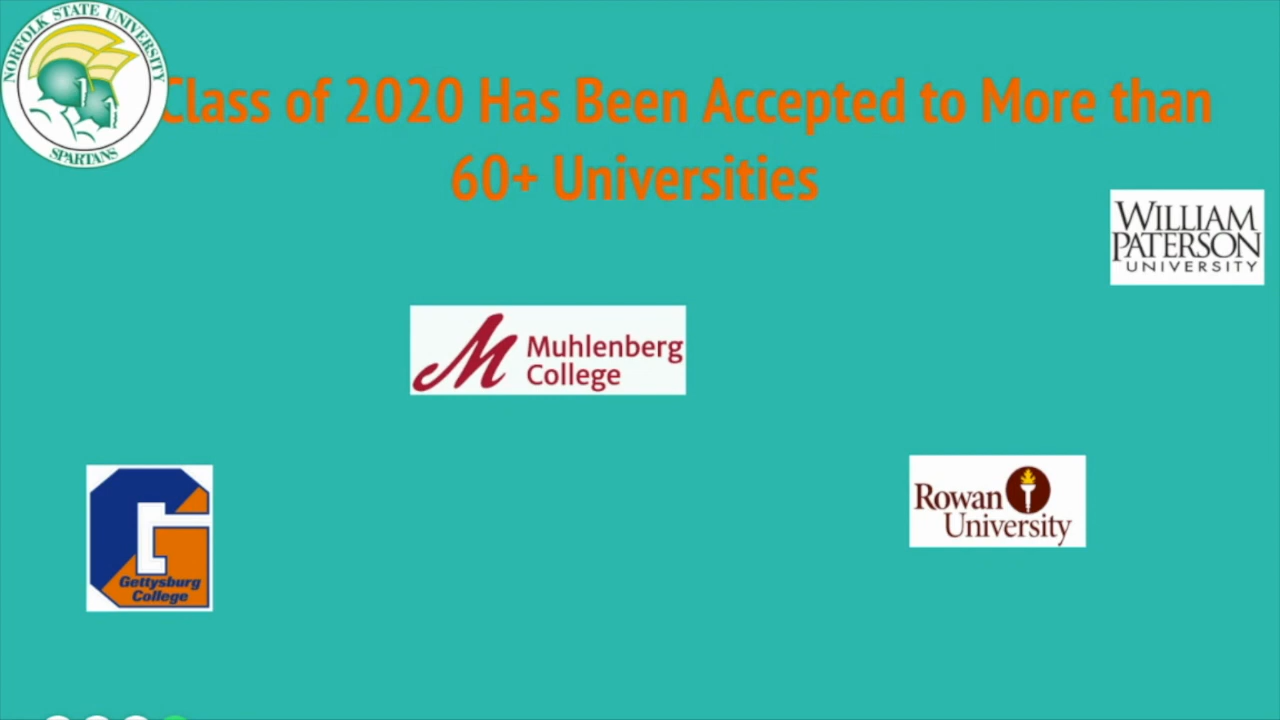 NORFOLK STATE UNIVERSITY
SPARTANS
Class of 2020 Has Been Accepted to More than
60+ Universities
WILLIAM
PATERSON
UNIVERSITY
Muhlenberg
College
Rowan
University
Gettysburg
College